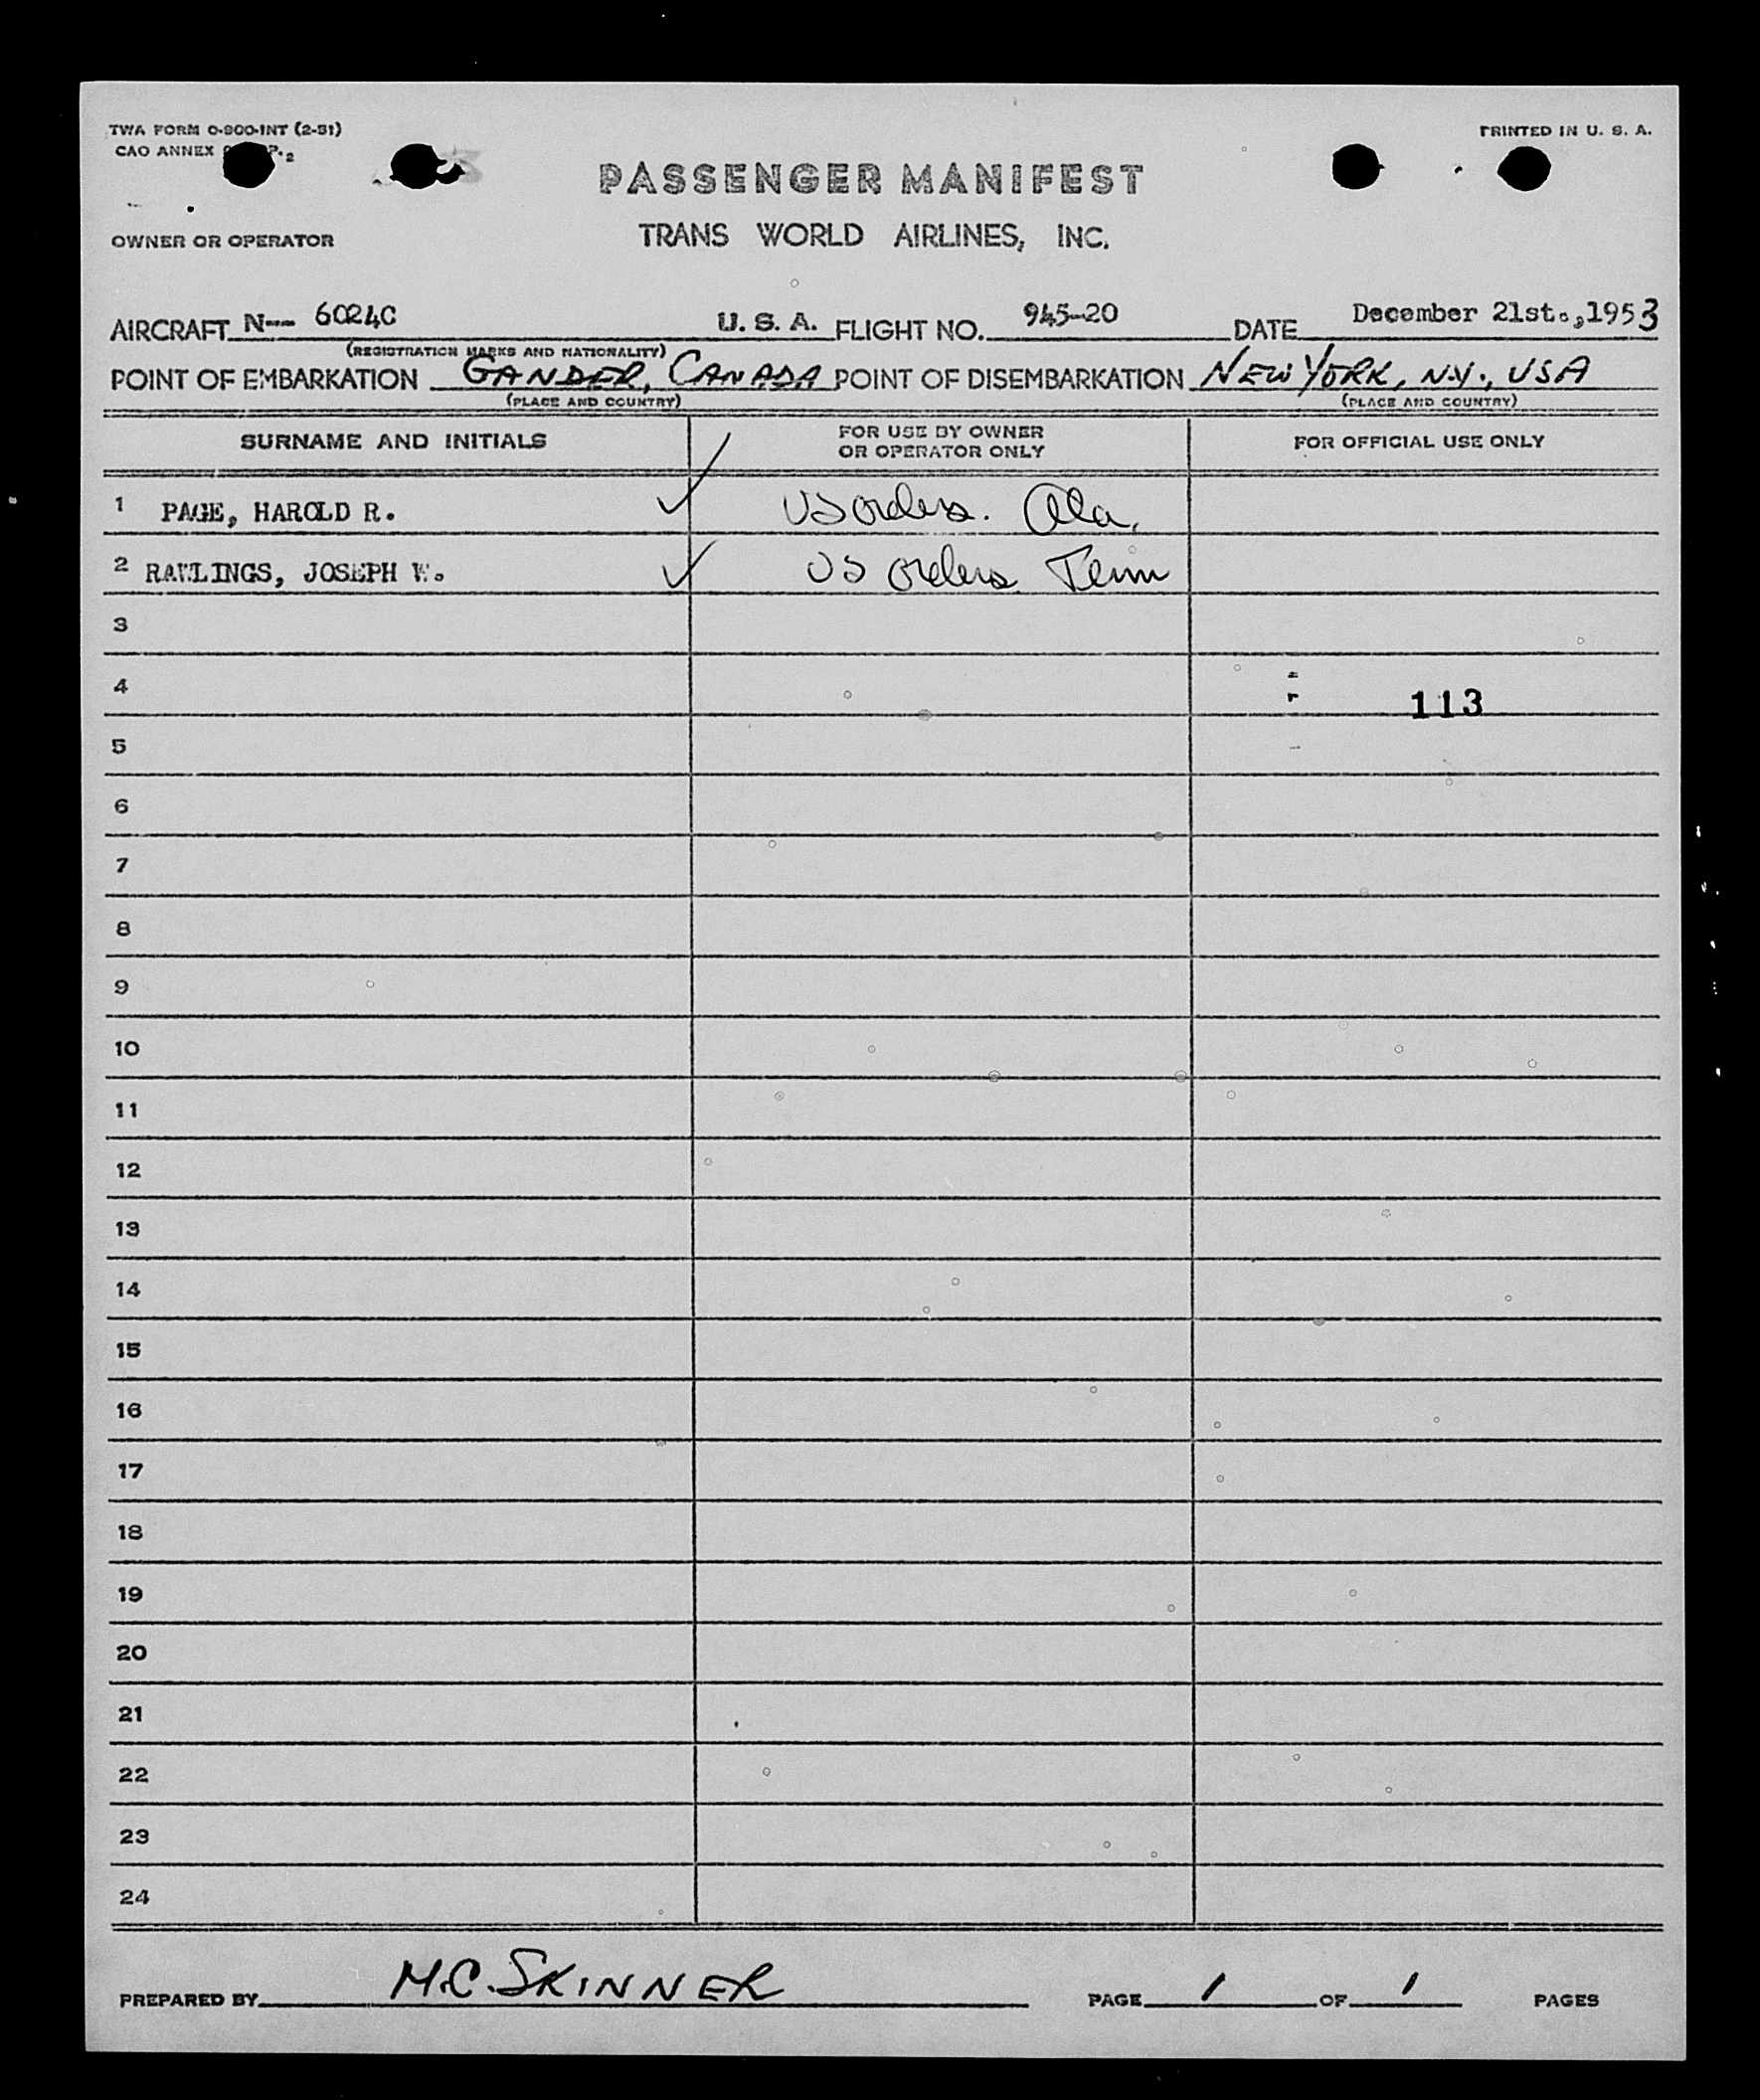 TWA FORM O-900-INT (2-51)
PRINTED IN U. S. A.
CAO ANNEX
PASSENGER MANIFEST
OWNER OR OPERATOR
TRANS WORLD AIRLINES, INC.
AIRCRAFT N-- 6024C U. S. A. FLIGHT NO. 945-20 DATE December 21st.,1953
(REGISTRATION MARKS AND NATIONALITY)
POINT OF EMBARKATION GANDER, CANADA POINT OF DISEMBARKATION NEW YORK, N.Y., USA
(PLACE AND COUNTRY) (PLACE AND COUNTRY)
SURNAME AND INITIALS
FOR USE BY OWNER
OR OPERATOR ONLY
FOR OFFICIAL USE ONLY
1 PAGE, HAROLD R. US orders. Ala.
2 RAWLINGS, JOSEPH W. US orders Tenn
3
4 113
5
6
7
8
9
10
11
12
13
14
15
16
17
18
19
20
21
22
23
24
PREPARED BY M.C. SKINNER PAGE 1 OF 1 PAGES